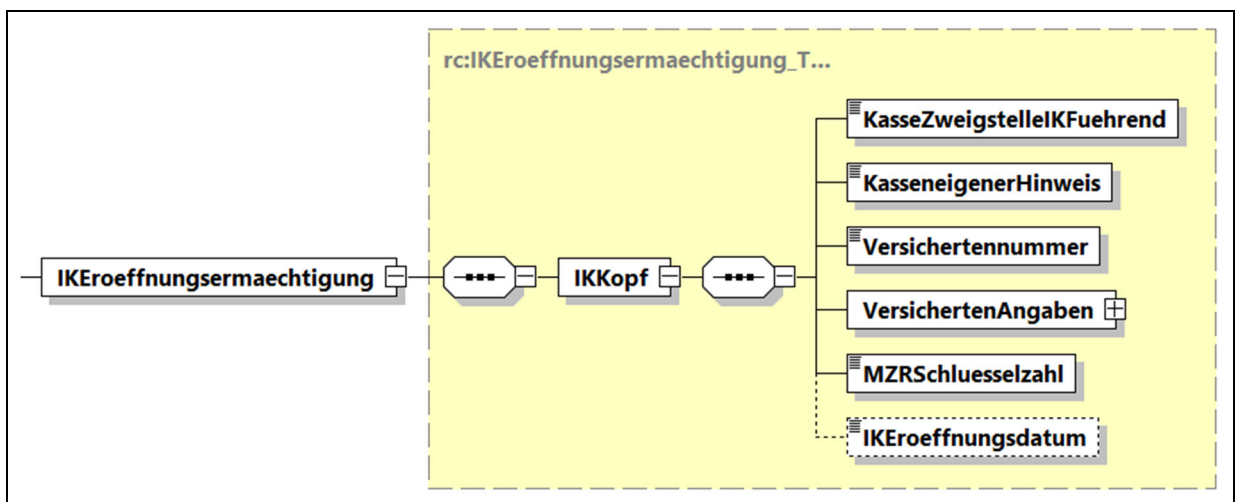 rc:IKEroeffnungsermaechtigung_T...
KasseZweigstelleIKFuehrend
KasseneigenerHinweis
Versichertennummer
IKEroeffnungsermaechtigung
IKKopf
VersichertenAngaben
MZRSchluesselzahl
IKEroeffnungsdatum